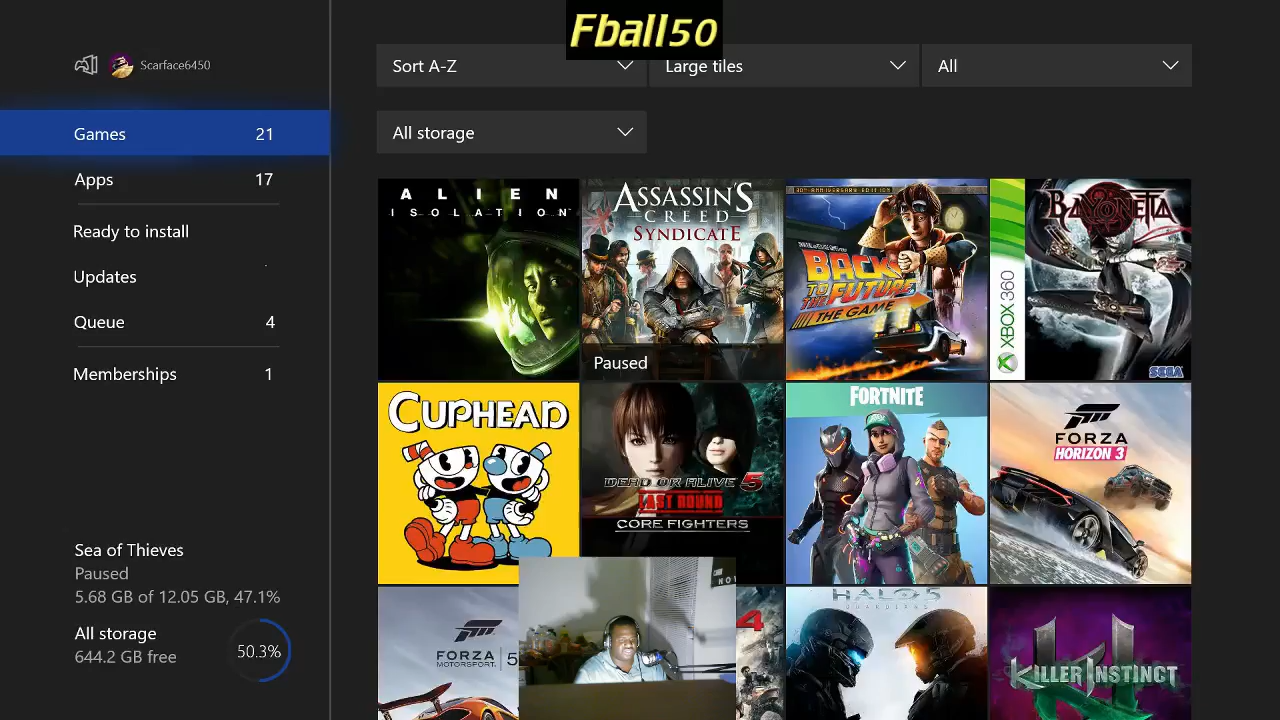 Fball50
Scarface6450
Sort A-Z
Large tiles
All
Games 21
All storage
Apps 17
Ready to install
Updates
Queue 4
Memberships 1
ALIEN
ISOLATION
ASSASSIN'S
CREED
SYNDICATE
Paused
30TH ANNIVERSARY EDITION
BACK
TO THE FUTURE
THE GAME
XBOX 360
BAYONETTA
SEGA
CUPHEAD
DEAD OR ALIVE 5
LAST ROUND
CORE FIGHTERS
FORTNITE
FORZA
HORIZON 3
Sea of Thieves
Paused
5.68 GB of 12.05 GB, 47.1%
All storage
644.2 GB free
50.3%
FORZA
MOTORSPORT. 5
4
HALO 5
GUARDIANS
KILLER INSTINCT